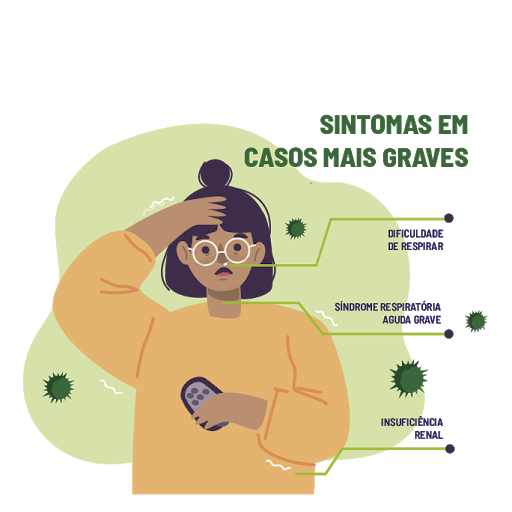 SINTOMAS EM
CASOS MAIS GRAVES
DIFICULDADE
DE RESPIRAR
SÍNDROME RESPIRATÓRIA
AGUDA GRAVE
INSUFICIÊNCIA
RENAL